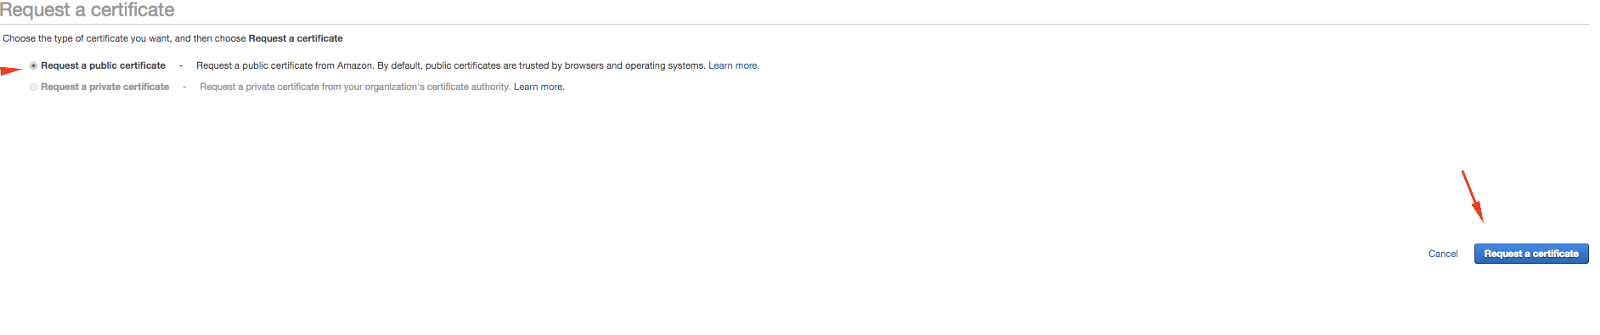 Request a certificate
Choose the type of certificate you want, and then choose Request a certificate
Request a public certificate - Request a public certificate from Amazon. By default, public certificates are trusted by browsers and operating systems. Learn more.
Request a private certificate - Request a private certificate from your organization's certificate authority. Learn more.
Cancel Request a certificate